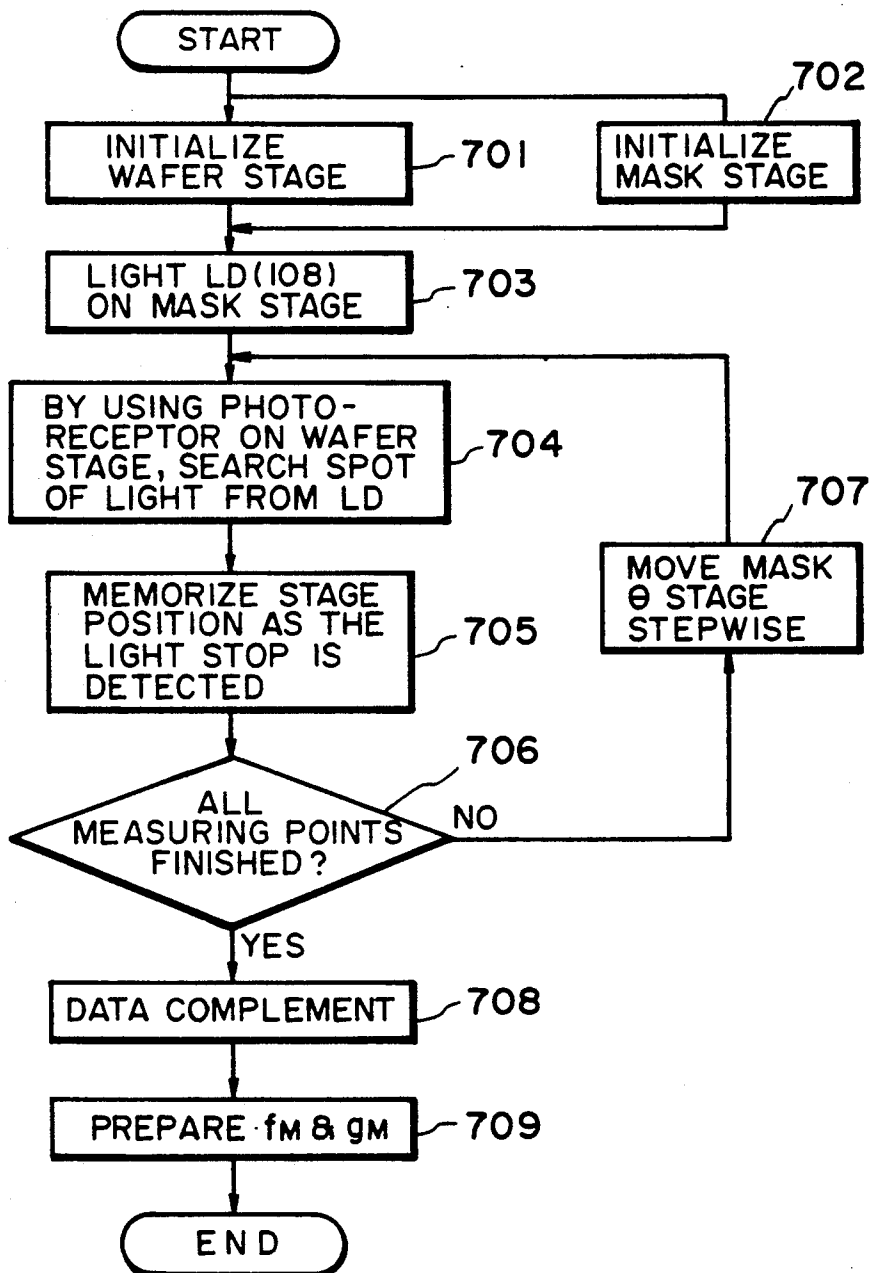 START
702
INITIALIZE
WAFER STAGE
701
INITIALIZE
MASK STAGE
LIGHT LD(108)
ON MASK STAGE
703
BY USING PHOTO-
RECEPTOR ON WAFER
STAGE, SEARCH SPOT
OF LIGHT FROM LD
704
707
MOVE MASK
θ STAGE
STEPWISE
MEMORIZE STAGE
POSITION AS THE
LIGHT STOP IS
DETECTED
705
706
ALL
MEASURING POINTS
FINISHED?
NO
YES
DATA COMPLEMENT
708
PREPARE fM & gM
709
END